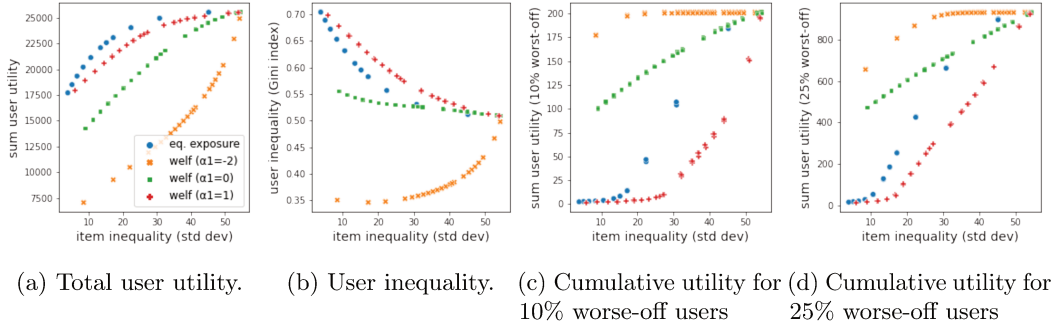 sum user utility
25000
22500
20000
17500
15000
12500
10000
7500
10 20 30 40 50
item inequality (std dev)
eq. exposure
welf (α1=-2)
welf (α1=0)
welf (α1=1)
user inequality (Gini index)
0.70
0.65
0.60
0.55
0.50
0.45
0.40
0.35
10 20 30 40 50
item inequality (std dev)
sum user utility (10% worst-off)
200
175
150
125
100
75
50
25
0
10 20 30 40 50
item inequality (std dev)
sum user utility (25% worst-off)
800
600
400
200
0
10 20 30 40 50
item inequality (std dev)
(a) Total user utility.
(b) User inequality.
(c) Cumulative utility for
10% worse-off users
(d) Cumulative utility for
25% worse-off users